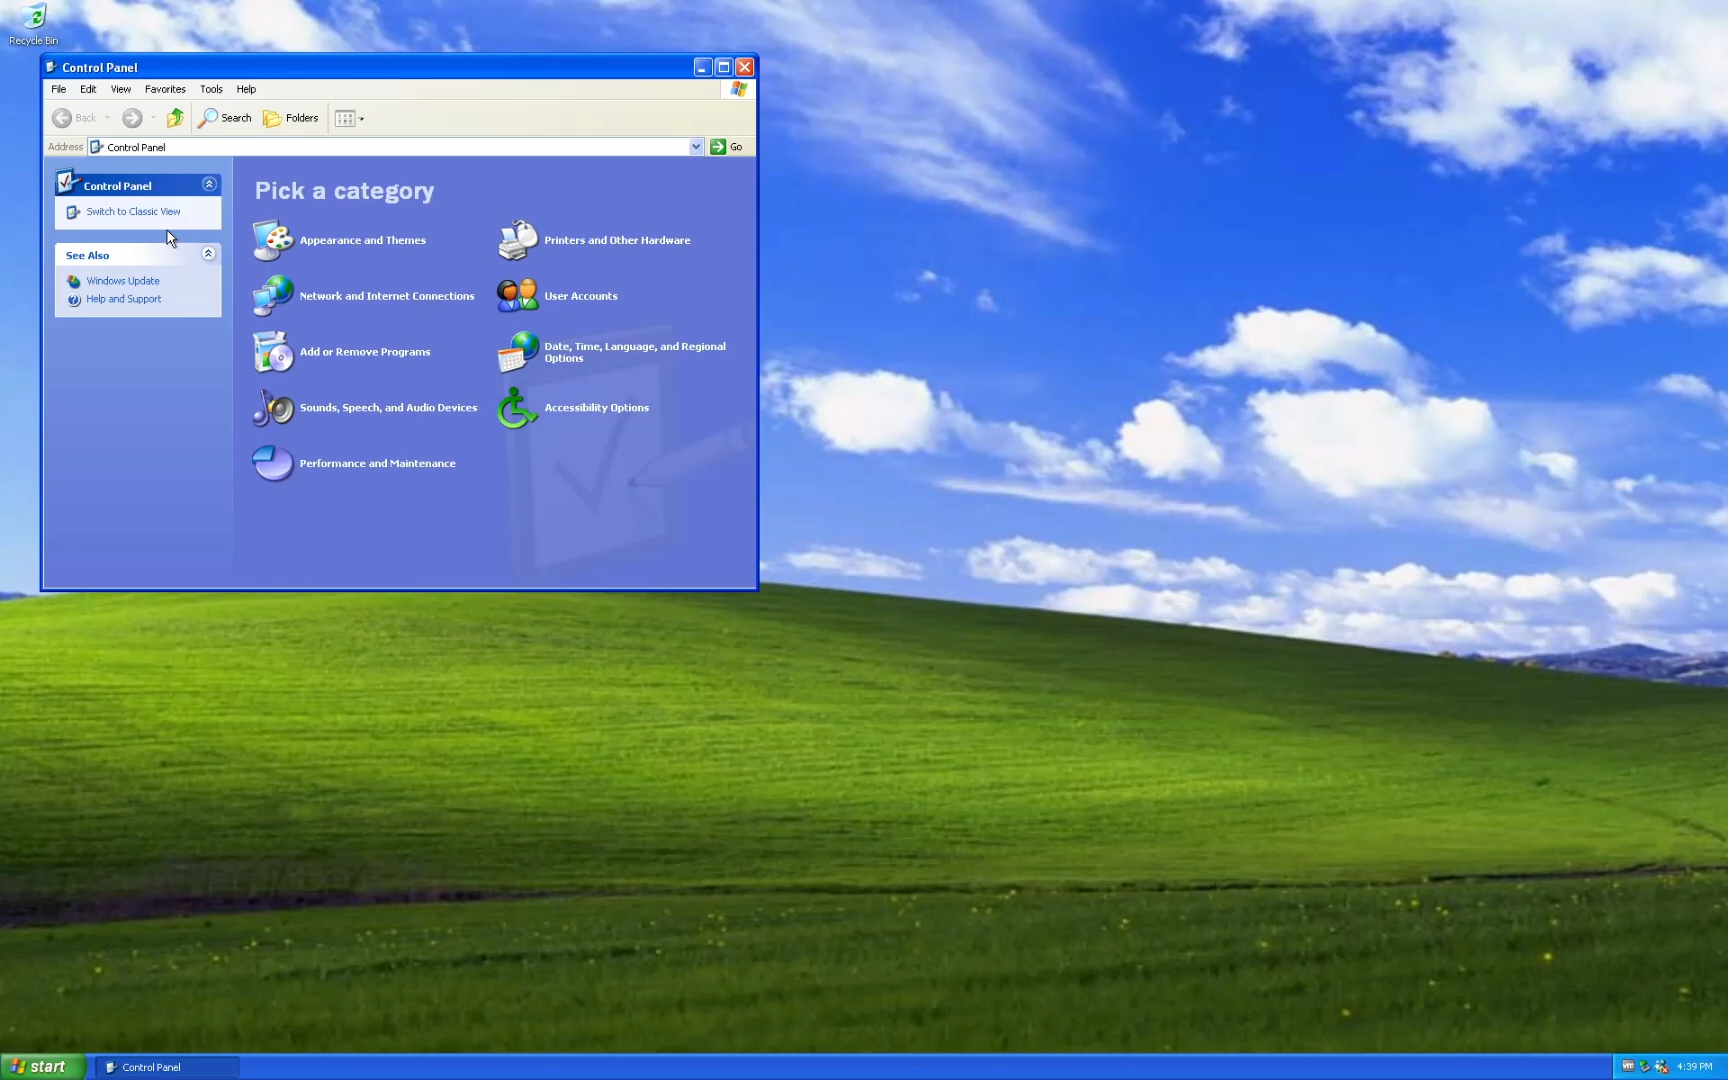 Recycle Bin
Control Panel
File Edit View Favorites Tools Help
Back Search Folders
Address Control Panel Go
Control Panel
Switch to Classic View
See Also
Windows Update
Help and Support
Pick a category
Appearance and Themes
Printers and Other Hardware
Network and Internet Connections
User Accounts
Add or Remove Programs
Date, Time, Language, and Regional
Options
Sounds, Speech, and Audio Devices
Accessibility Options
Performance and Maintenance
start Control Panel 4:39 PM